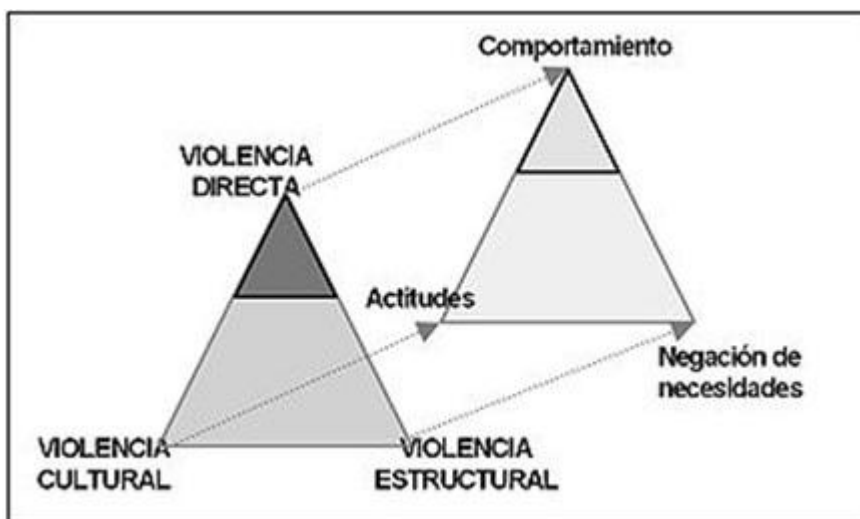 Comportamiento
VIOLENCIA
DIRECTA
Actitudes
Negación de
necesidades
VIOLENCIA
CULTURAL
VIOLENCIA
ESTRUCTURAL